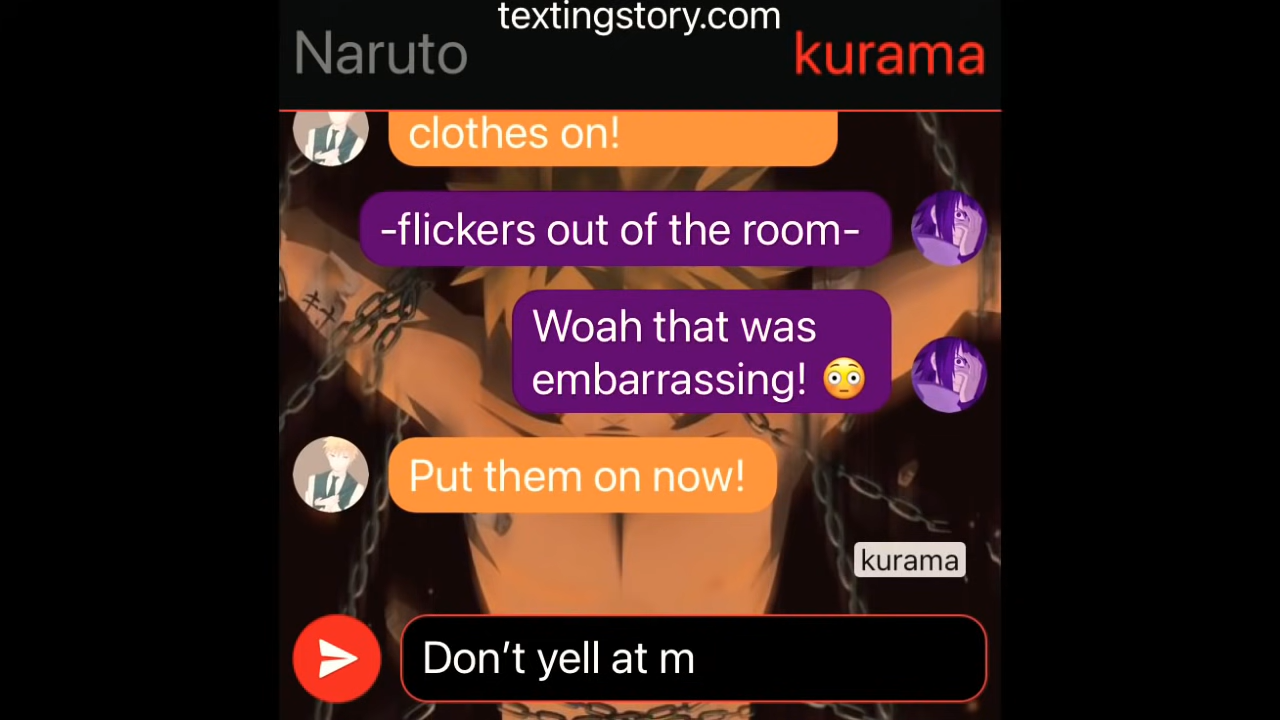 textingstory.com
Naruto
kurama
clothes on!
-flickers out of the room-
Woah that was
embarrassing! 😳
Put them on now!
kurama
Don’t yell at m